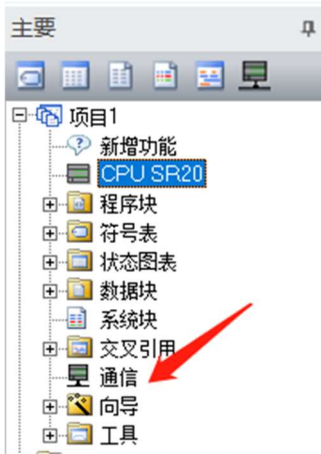 主要
项目1
新增功能
CPU SR20
程序块
符号表
状态图表
数据块
系统块
交叉引用
通信
向导
工具